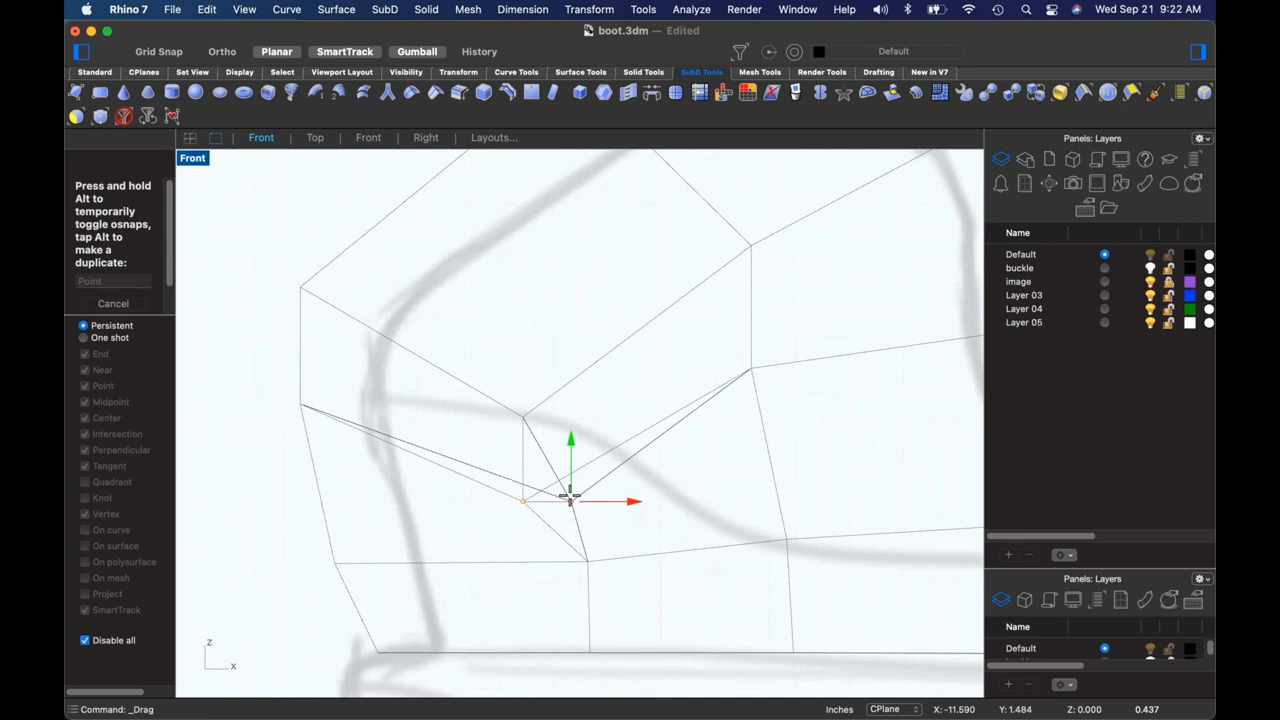 Rhino 7 File Edit View Curve Surface SubD Solid Mesh Dimension Transform Tools Analyze Render Window Help Wed Sep 21 9:22 AM
boot.3dm — Edited
Grid Snap Ortho Planar SmartTrack Gumball History Default
Standard CPlanes Set View Display Select Viewport Layout Visibility Transform Curve Tools Surface Tools Solid Tools SubD Tools Mesh Tools Render Tools Drafting New in V7
Front Top Front Right Layouts...
Panels: Layers
Front
Press and hold
Alt to
temporarily
toggle osnaps,
tap Alt to
make a
duplicate:
Point
Cancel
Persistent
One shot
End
Near
Point
Midpoint
Center
Intersection
Perpendicular
Tangent
Quadrant
Knot
Vertex
On curve
On surface
On polysurface
On mesh
Project
SmartTrack
Disable all
Z
X
Name
Default
buckle
image
Layer 03
Layer 04
Layer 05
Panels: Layers
Name
Default
Command: _Drag
Inches CPlane X: -11.590 Y: 1.484 Z: 0.000 0.437